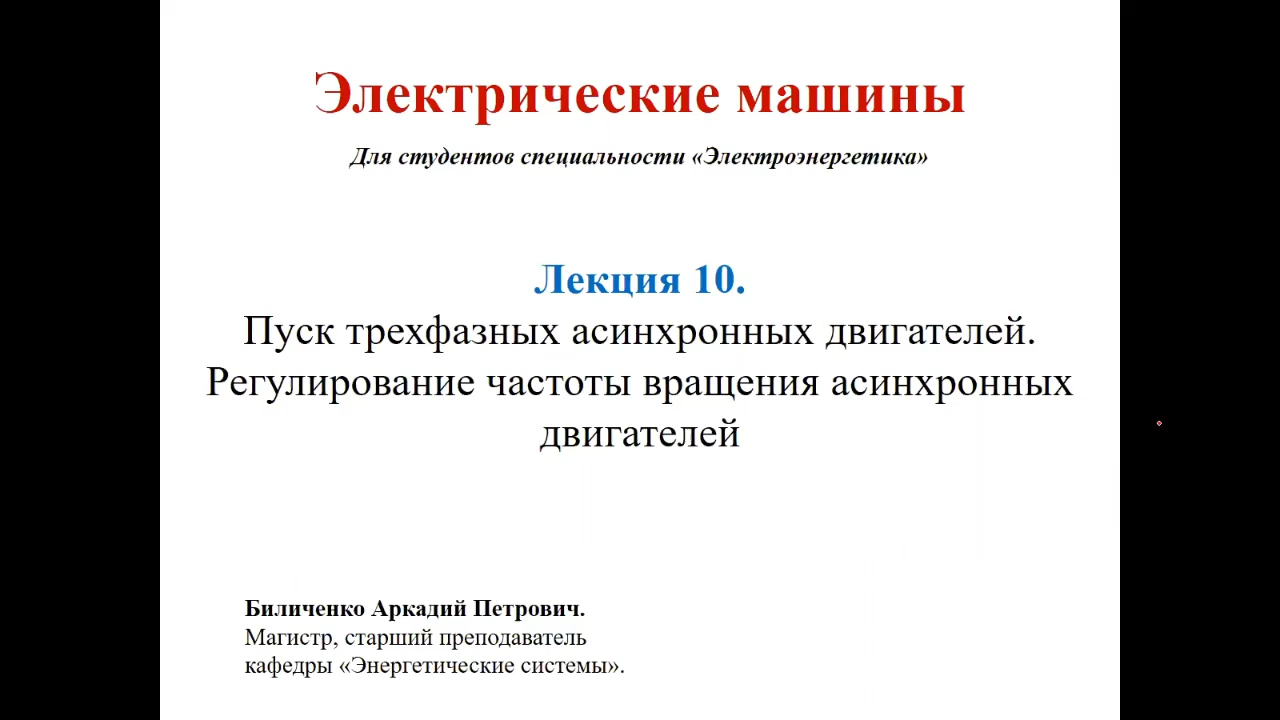 Электрические машины
Для студентов специальности «Электроэнергетика»
Лекция 10.
Пуск трехфазных асинхронных двигателей.
Регулирование частоты вращения асинхронных
двигателей
Биличенко Аркадий Петрович.
Магистр, старший преподаватель
кафедры «Энергетические системы».